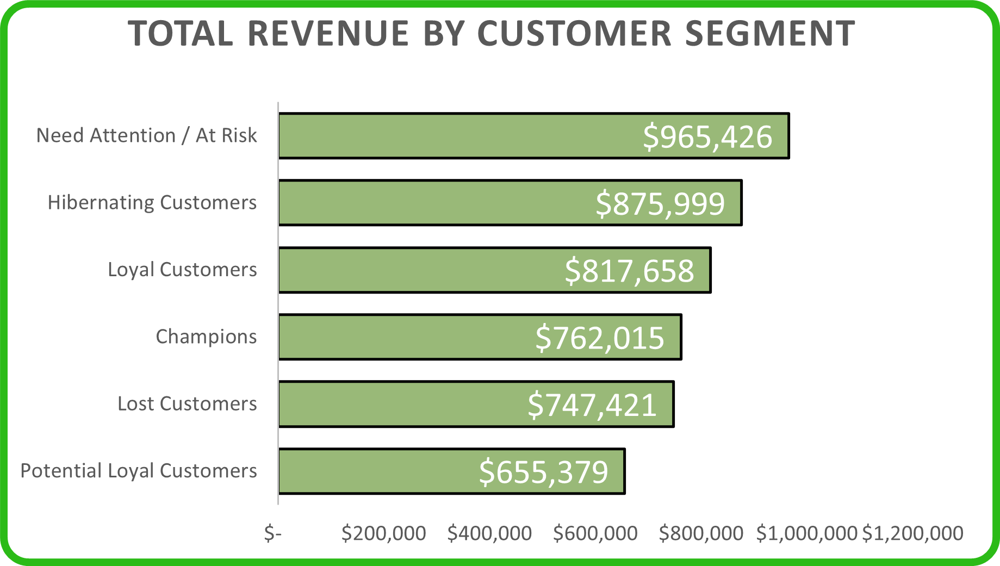 TOTAL REVENUE BY CUSTOMER SEGMENT
Need Attention / At Risk $965,426
Hibernating Customers $875,999
Loyal Customers $817,658
Champions $762,015
Lost Customers $747,421
Potential Loyal Customers $655,379
$- $200,000 $400,000 $600,000 $800,000 $1,000,000 $1,200,000